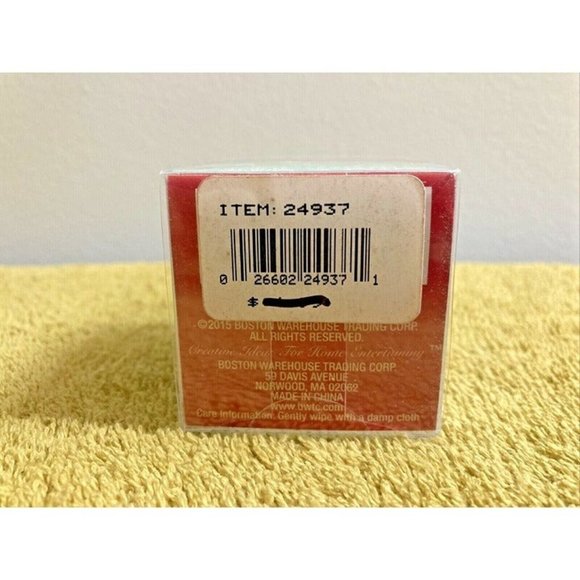 ITEM: 24937
0 26602 24937 1
$
©2015 BOSTON WAREHOUSE TRADING CORP.
ALL RIGHTS RESERVED.
Creative Ideas For Home Entertaining™
BOSTON WAREHOUSE TRADING CORP.
59 DAVIS AVENUE
NORWOOD, MA 02062
MADE IN CHINA
www.bwtc.com
Care Information: Gently wipe with a damp cloth